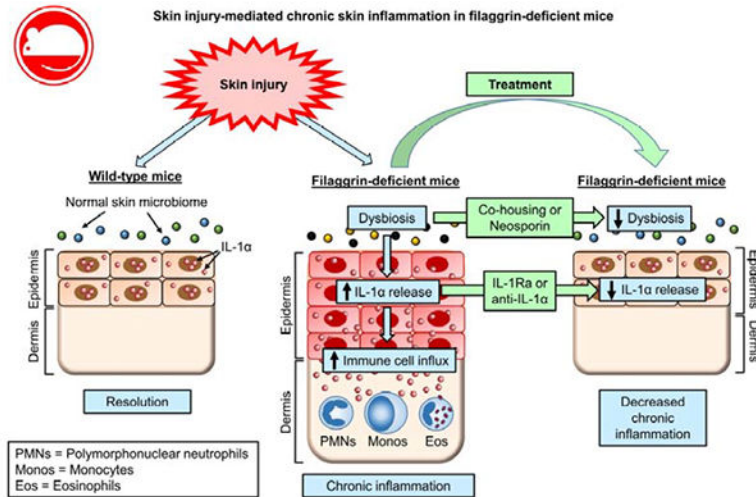 Skin injury-mediated chronic skin inflammation in filaggrin-deficient mice
Skin injury
Treatment
Wild-type mice
Normal skin microbiome
IL-1α
Epidermis
Dermis
Resolution
Filaggrin-deficient mice
Dysbiosis
Epidermis
↑ IL-1α release
↑ Immune cell influx
Dermis
PMNs Monos Eos
Chronic inflammation
Co-housing or
Neosporin
IL-1Ra or
anti-IL-1α
Filaggrin-deficient mice
↓ Dysbiosis
Epidermis
↓ IL-1α release
Dermis
Decreased
chronic
inflammation
PMNs = Polymorphonuclear neutrophils
Monos = Monocytes
Eos = Eosinophils